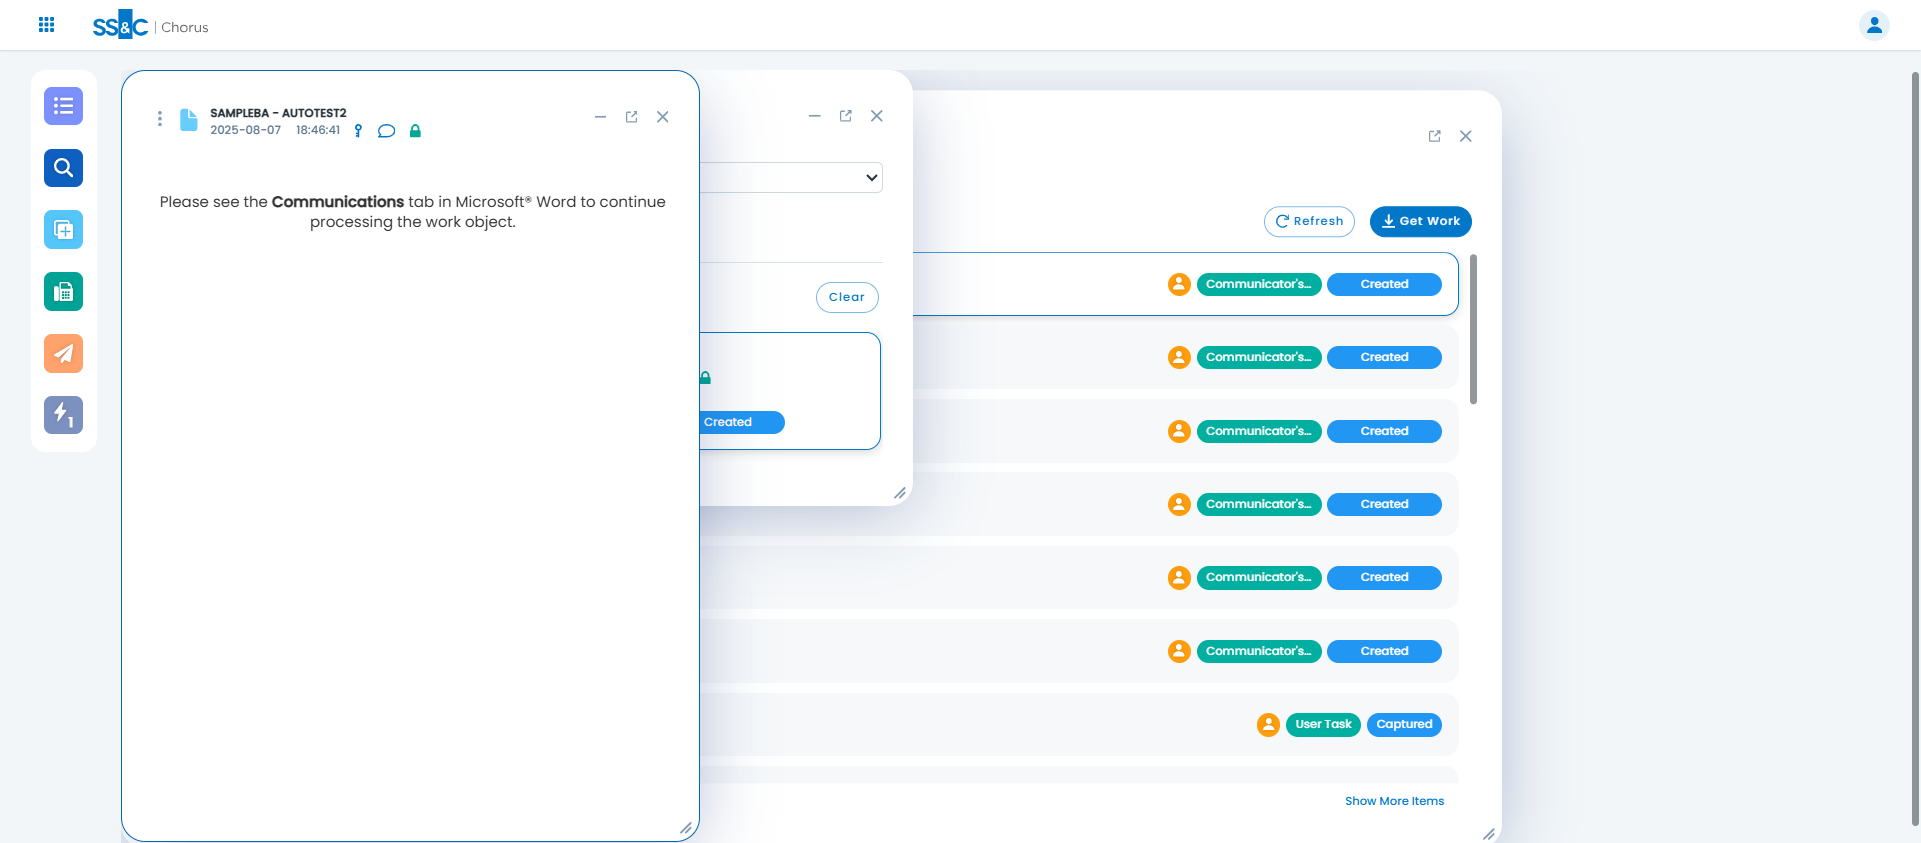 SS&C | Chorus
SAMPLEBA - AUTOTEST2
2025-08-07 18:46:41
Please see the Communications tab in Microsoft® Word to continue
processing the work object.
Clear
Created
Refresh
Get Work
Communicator's... Created
Communicator's... Created
Communicator's... Created
Communicator's... Created
Communicator's... Created
Communicator's... Created
User Task Captured
Show More Items
1